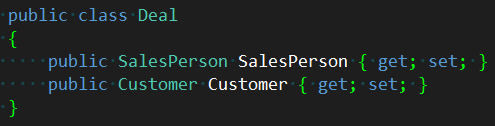 public class Deal
{
    public SalesPerson SalesPerson { get; set; }
    public Customer Customer { get; set; }
}